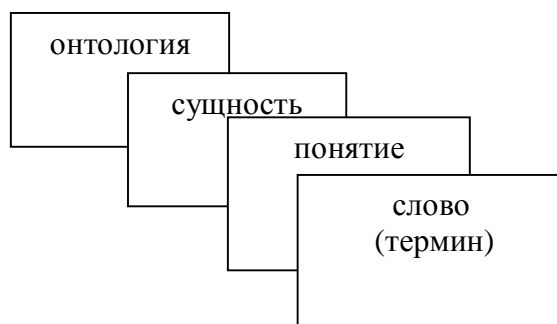 онтология
сущность
понятие
слово
(термин)